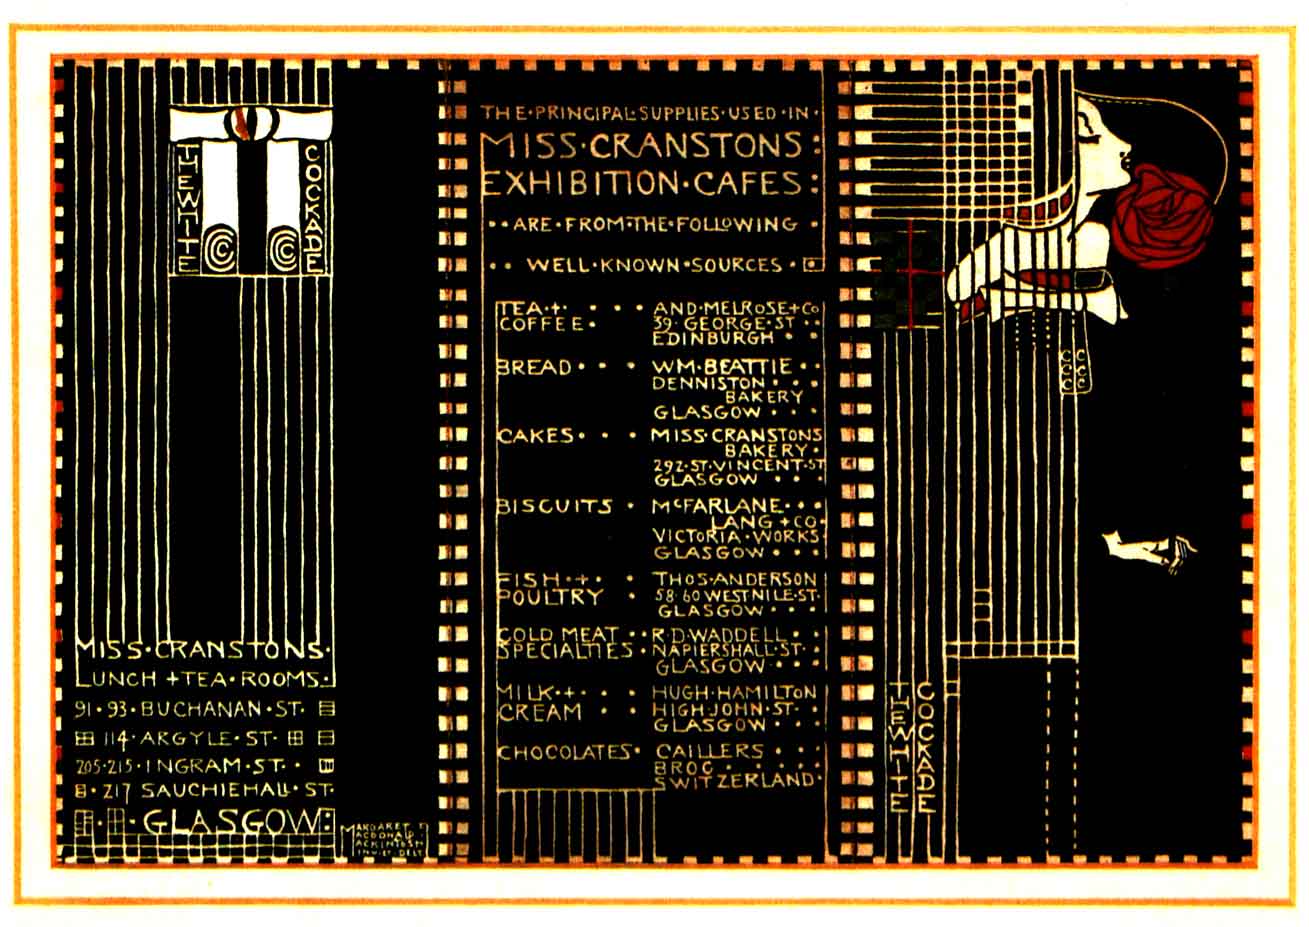 THE WHITE
COCKADE
MISS·CRANSTONS·
LUNCH + TEA·ROOMS·
91·93·BUCHANAN·ST·
114·ARGYLE·ST·
205·215·INGRAM·ST··
217 SAUCHIEHALL ST·
GLASGOW:
MARGARET
MACDONALD
MACKINTOSH
INV·ET·DELT
THE·PRINCIPAL·SUPPLIES·USED·IN·
MISS·CRANSTONS:
EXHIBITION·CAFES:
··ARE·FROM·THE·FOLLOWING·
··WELL·KNOWN·SOURCES·
TEA·+····AND·MELROSE+Co
COFFEE·39·GEORGE·ST··
EDINBURGH··
BREAD···WM·BEATTIE··
DENNISTON···
BAKERY
GLASGOW···
CAKES···MISS·CRANSTONS
BAKERY·
292·ST·VINCENT·ST
GLASGOW···
BISCUITS·McFARLANE···
LANG+CO·
VICTORIA·WORKS·
GLASGOW···
FISH·+··THOS·ANDERSON
POULTRY·58·60 WEST NILE·ST·
GLASGOW···
COLD MEAT··R·D·WADDELL··
SPECIALTIES·NAPIERSHALL·ST·
GLASGOW···
MILK·+··HUGH·HAMILTON
CREAM·HIGH·JOHN·ST··
GLASGOW···
CHOCOLATES·CAILLERS···
BROC·····
SWITZERLAND·
THE WHITE
COCKADE